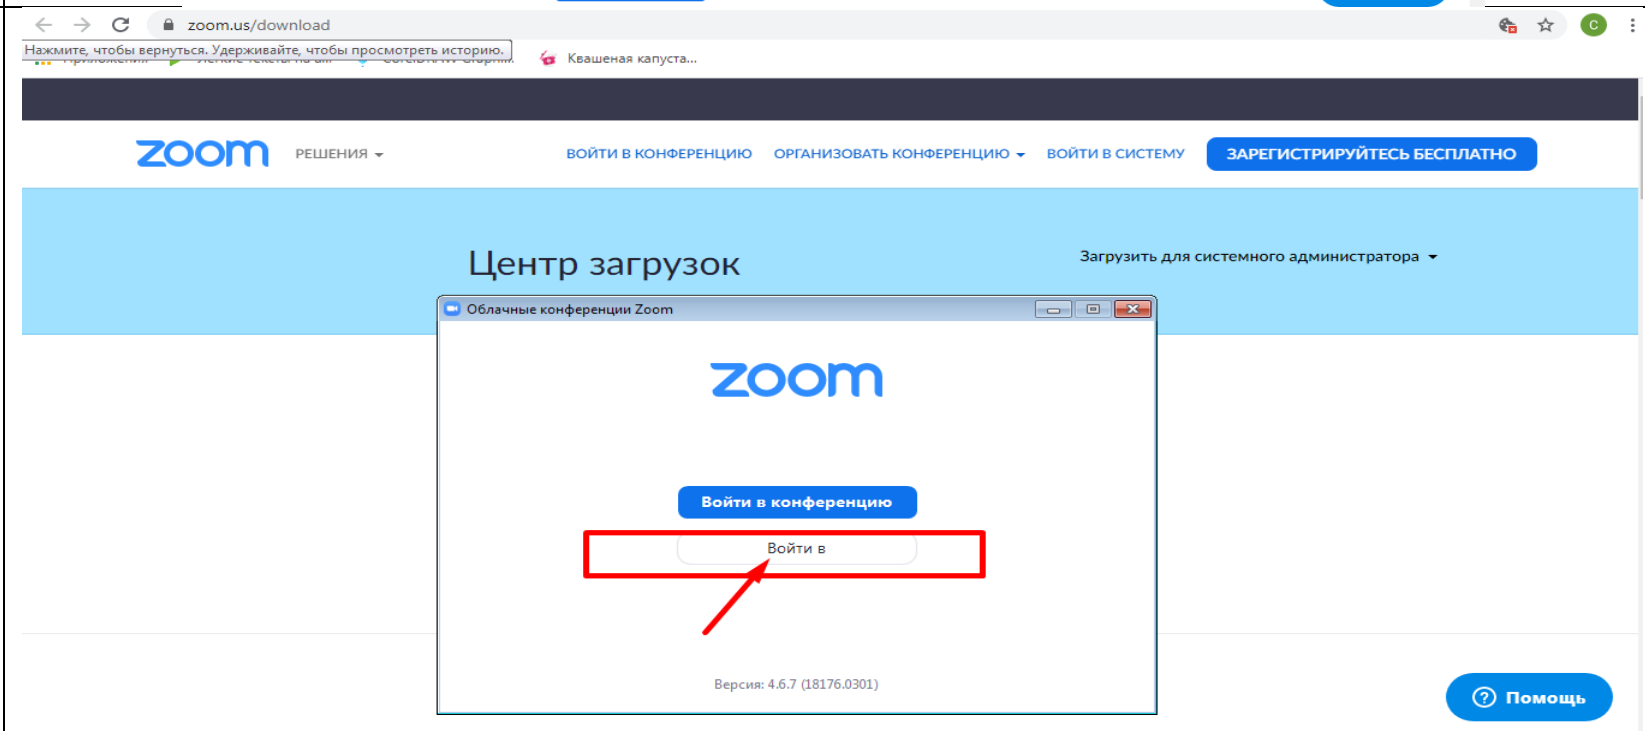 zoom.us/download
C
Нажмите, чтобы вернуться. Удерживайте, чтобы просмотреть историю.
Квашеная капуста...
zoom
РЕШЕНИЯ
ВОЙТИ В КОНФЕРЕНЦИЮ
ОРГАНИЗОВАТЬ КОНФЕРЕНЦИЮ
ВОЙТИ В СИСТЕМУ
ЗАРЕГИСТРИРУЙТЕСЬ БЕСПЛАТНО
Центр загрузок
Загрузить для системного администратора
Облачные конференции Zoom
zoom
Войти в конференцию
Войти в
Версия: 4.6.7 (18176.0301)
Помощь